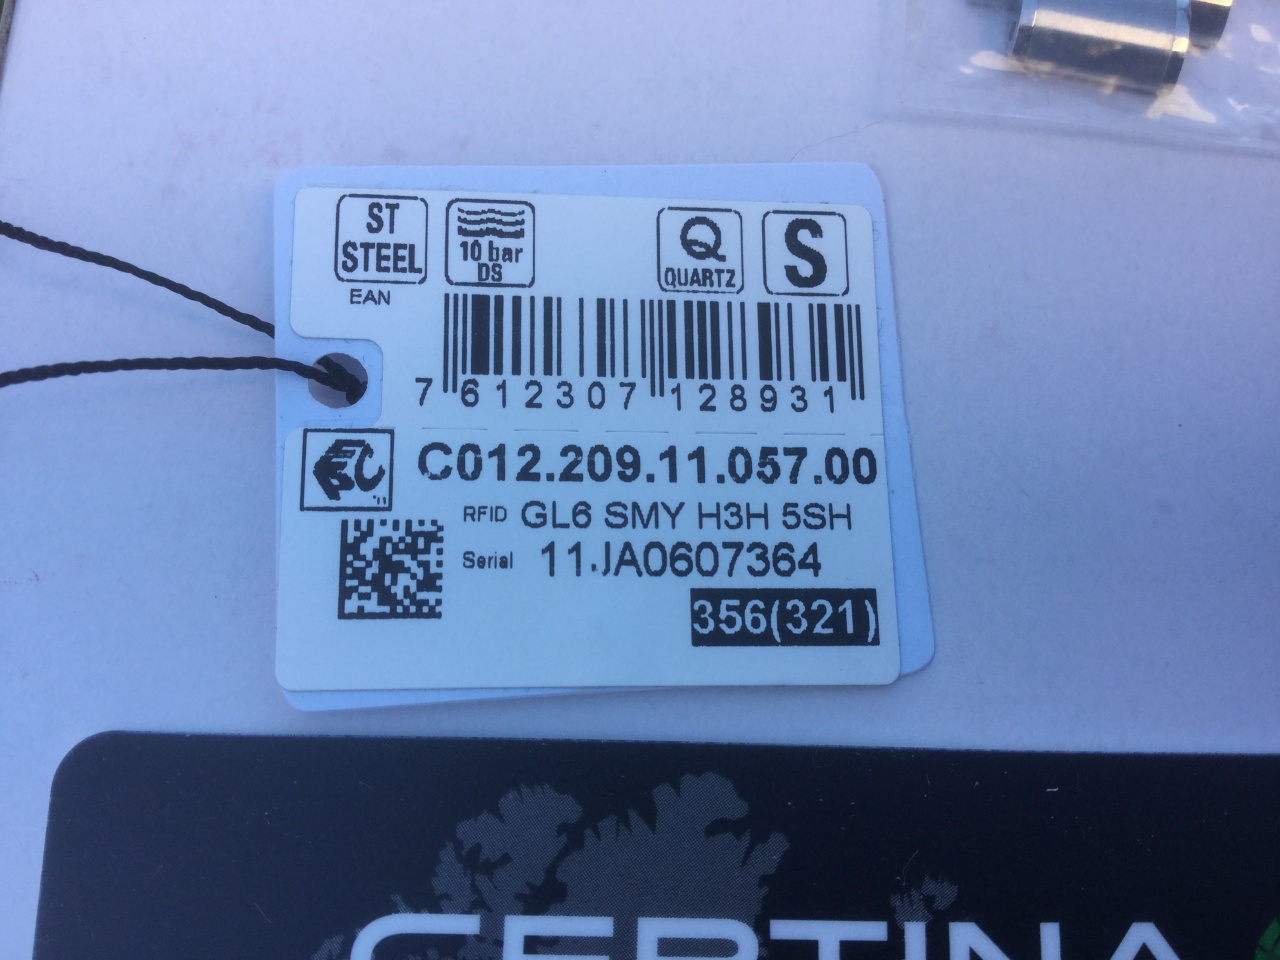 ST
STEEL
10 bar
DS
Q
QUARTZ
S
EAN
7 612307 128931
C012.209.11.057.00
RFID GL6 SMY H3H 5SH
Serial 11.JA0607364
356(321)
CERTINA